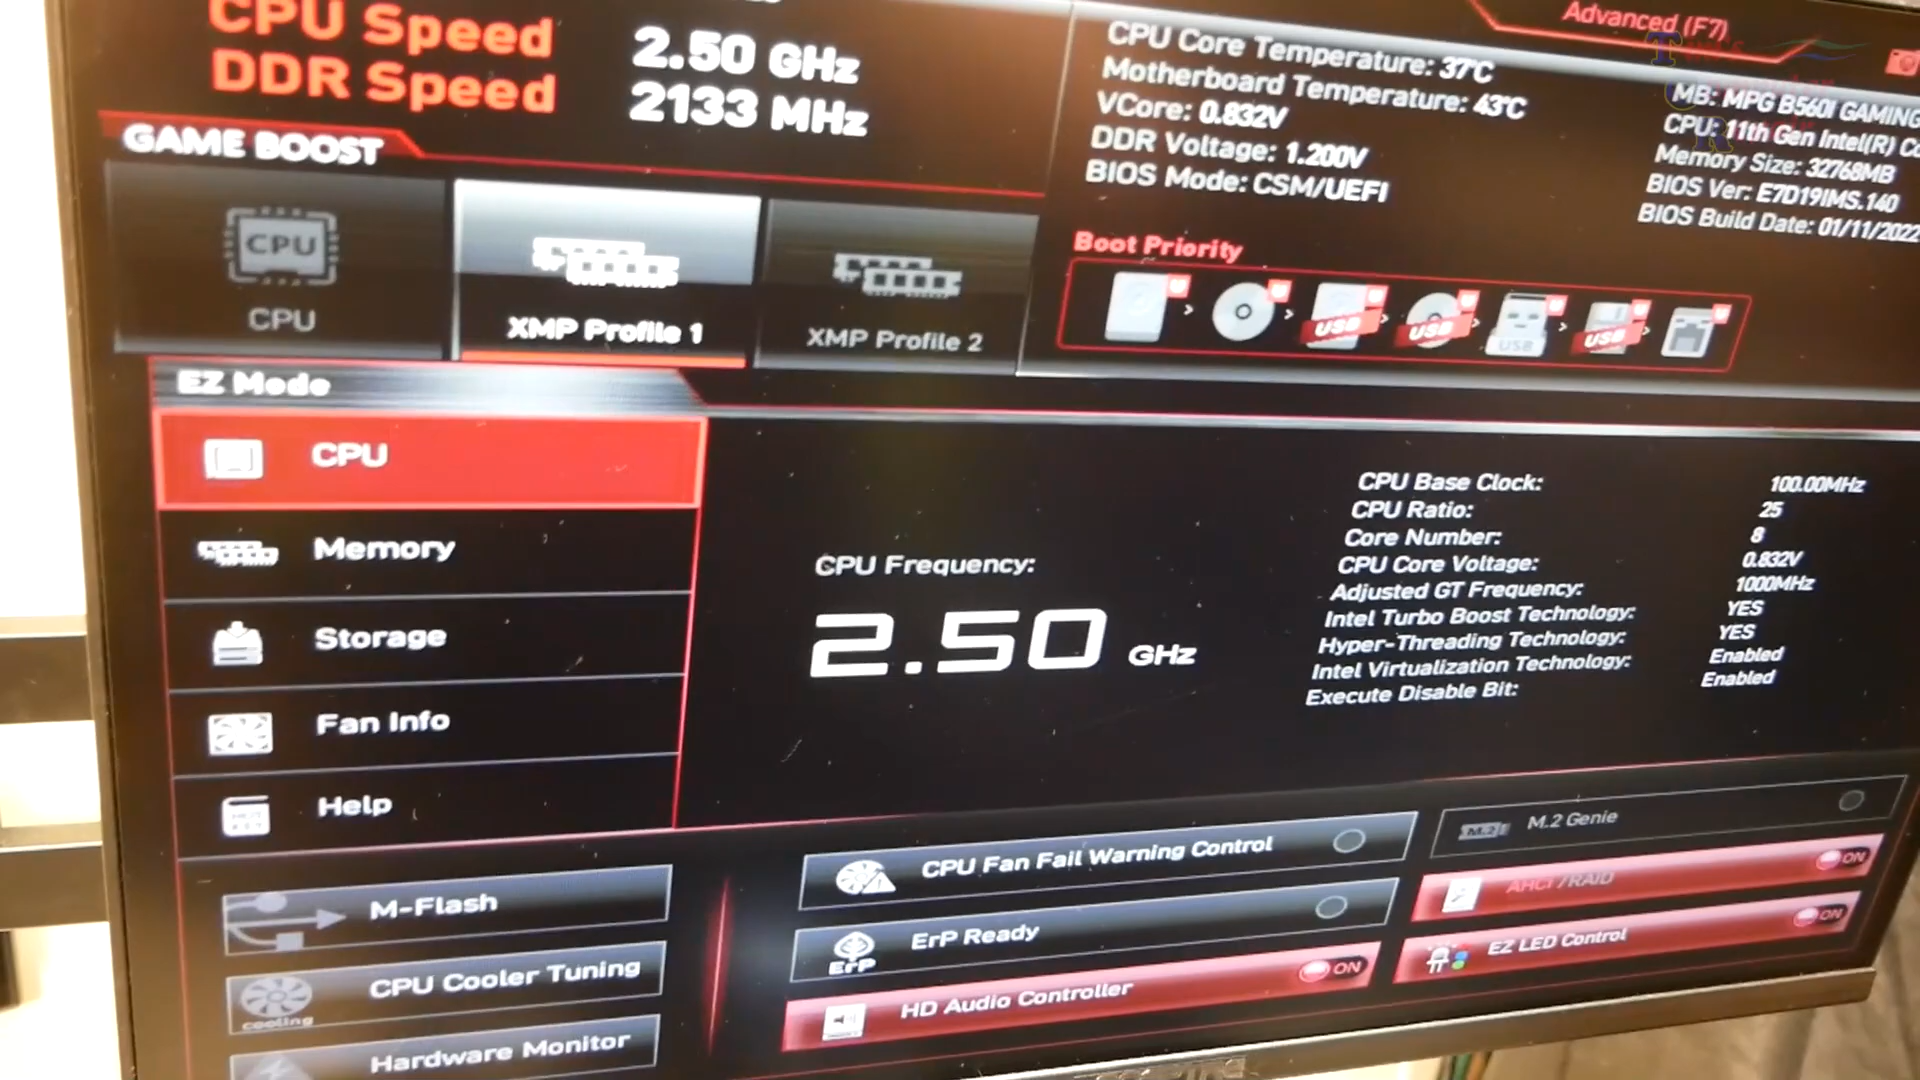 CPU Speed 2.50 GHz
DDR Speed 2133 MHz
GAME BOOST
CPU
XMP Profile 1
XMP Profile 2
Advanced (F7)
CPU Core Temperature: 37°C
Motherboard Temperature: 43°C
VCore: 0.832V
DDR Voltage: 1.200V
BIOS Mode: CSM/UEFI
MB: MPG B560I GAMING
CPU: 11th Gen Intel(R)
Memory Size: 32768MB
BIOS Ver: E7D19IMS.140
BIOS Build Date: 01/11/2022
Boot Priority
USB
USB
USB
USB
EZ Mode
CPU
CPU
Memory
Storage
Fan Info
Help
CPU Frequency:
2.50 GHz
CPU Base Clock: 100.00MHz
CPU Ratio: 25
Core Number: 8
CPU Core Voltage: 0.832V
Adjusted GT Frequency: 1000MHz
Intel Turbo Boost Technology: YES
Hyper-Threading Technology: YES
Intel Virtualization Technology: Enabled
Execute Disable Bit: Enabled
M-Flash
CPU Cooler Tuning
cooling
Hardware Monitor
CPU Fan Fail Warning Control
ErP Ready
ErP
HD Audio Controller ON
M.2 Genie
M.2
AHCI /RAID ON
EZ LED Control ON